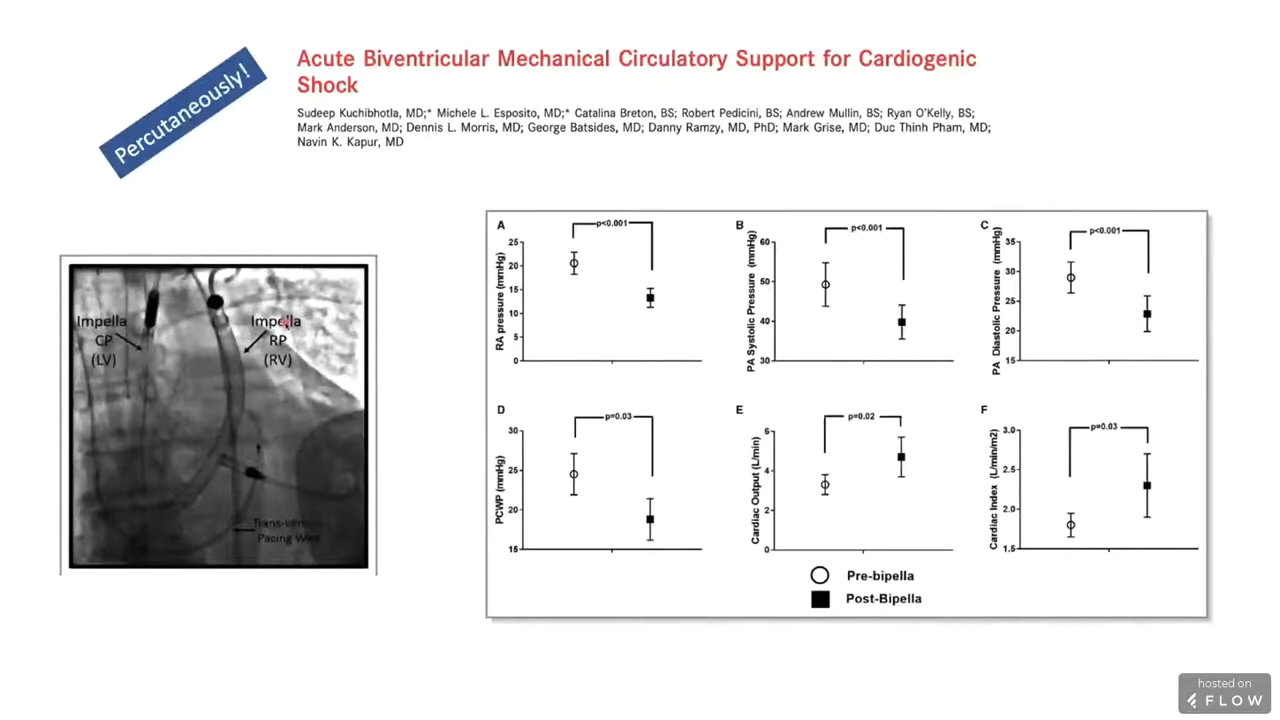 Percutaneously!
Acute Biventricular Mechanical Circulatory Support for Cardiogenic
Shock
Sudeep Kuchibhotla, MD;* Michele L. Esposito, MD;* Catalina Breton, BS; Robert Pedicini, BS; Andrew Mullin, BS; Ryan O'Kelly, BS;
Mark Anderson, MD; Dennis L. Morris, MD; George Batsides, MD; Danny Ramzy, MD, PhD; Mark Grise, MD; Duc Thinh Pham, MD;
Navin K. Kapur, MD
Impella
CP
(LV)
Impella
RP
(RV)
Pacing
A
p<0.001
RA pressure (mmHg)
25
20
15
10
5
0
B
p<0.001
PA Systolic Pressure (mmHg)
60
50
40
30
C
p<0.001
PA Diastolic Pressure (mmHg)
35
30
25
20
15
D
p=0.03
PCWP (mmHg)
30
25
20
15
E
p=0.02
Cardiac Output (L/min)
6
4
2
0
F
p=0.03
Cardiac Index (L/min/m2)
3.0
2.5
2.0
1.5
Pre-bipella
Post-Bipella
hosted on
FLOW